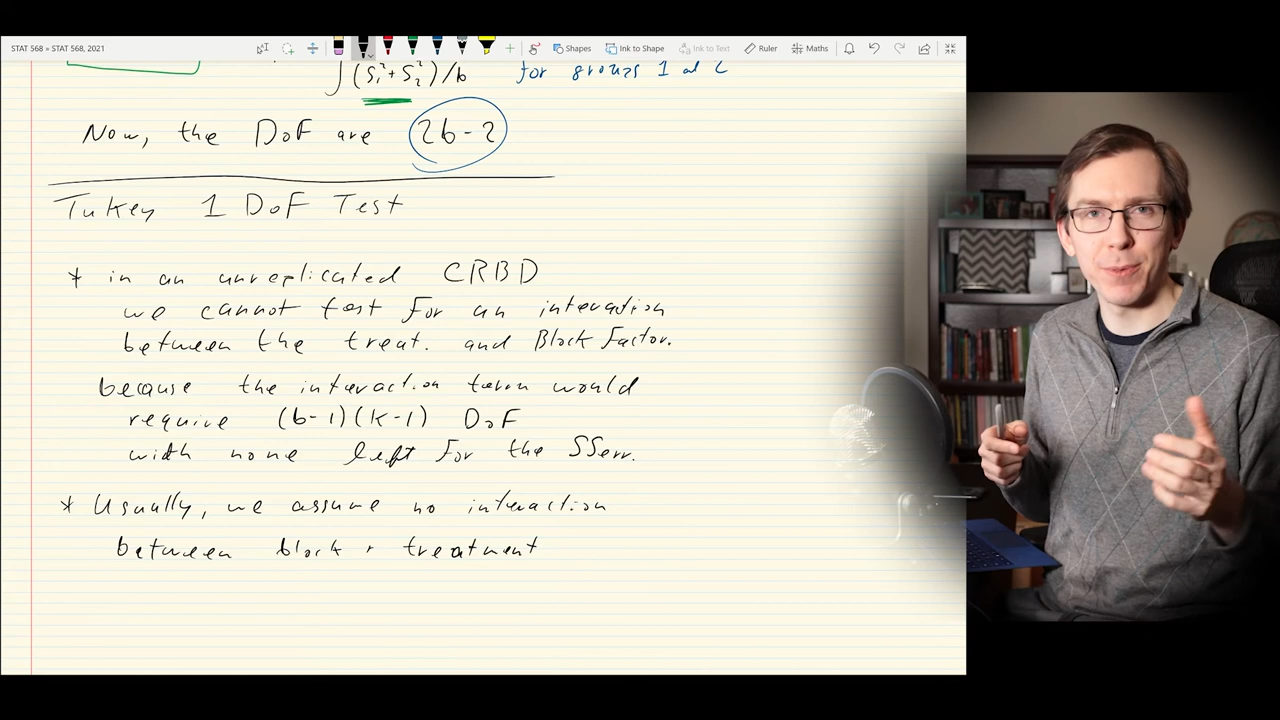 STAT 568 » STAT 568, 2021
Shapes Ink to Shape Ink to Text Ruler Maths
√(S₁²+S₂²)/b for groups 1 and 2
Now, the DoF are 2b-2
Tukey 1 DoF Test
* in an unreplicated CRBD
we cannot test for an interaction
between the treat. and Block Factor.
because the interaction term would
require (b-1)(k-1) DoF
with none left for the SSerr.
* Usually, we assume no interaction
between block + treatment